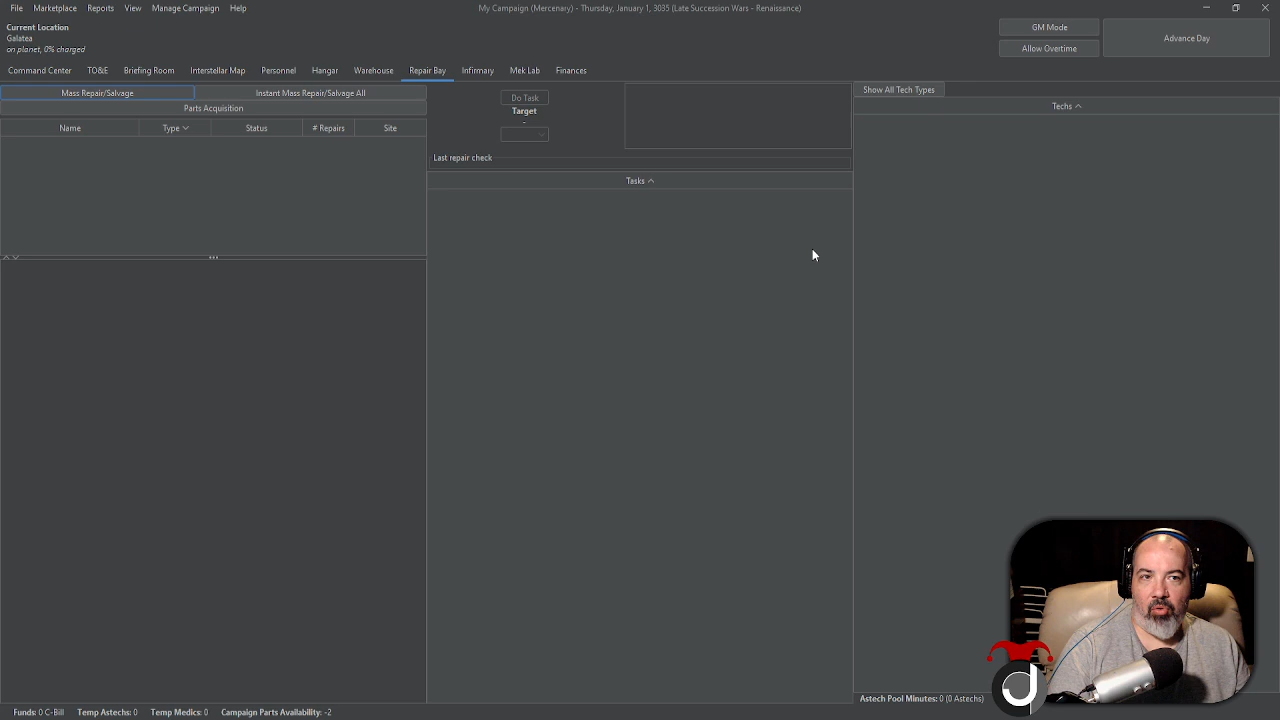 File Marketplace Reports View Manage Campaign Help
My Campaign (Mercenary) - Thursday, January 1, 3035 (Late Succession Wars - Renaissance)
Current Location
Galatea
on planet, 0% charged
GM Mode
Allow Overtime
Advance Day
Command Center TO&E Briefing Room Interstellar Map Personnel Hangar Warehouse Repair Bay Infirmary Mek Lab Finances
Mass Repair/Salvage Instant Mass Repair/Salvage All
Parts Acquisition
Name Type Status # Repairs Site
Do Task
Target
-
Last repair check
Tasks
Show All Tech Types
Techs
Astech Pool Minutes: 0 (0 Astechs)
Funds: 0 C-Bill Temp Astechs: 0 Temp Medics: 0 Campaign Parts Availability: -2